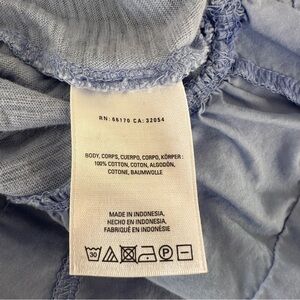 RN: 66170 CA: 32054
BODY, CORPS, CUERPO, CORPO, KÖRPER :
100% COTTON, COTON, ALGODÓN,
COTONE, BAUMWOLLE
MADE IN INDONESIA,
HECHO EN INDONESIA,
FABRIQUÉ EN INDONÉSIE
30 P